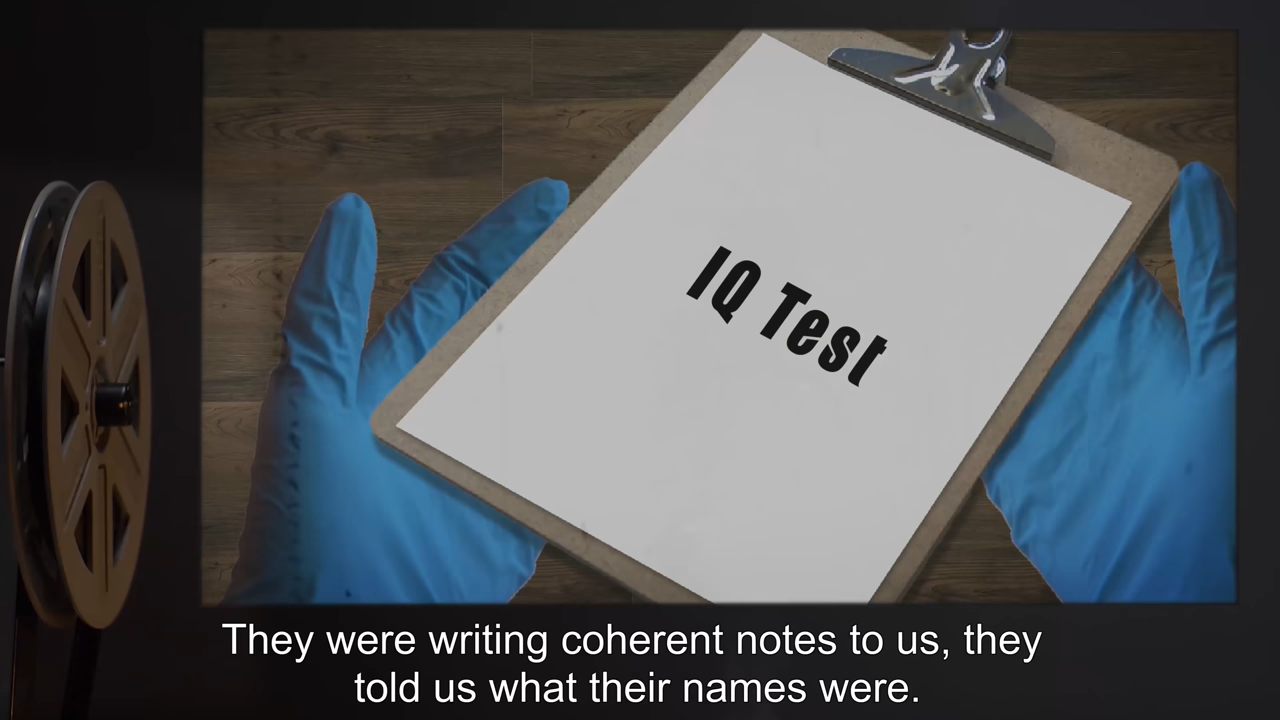 IQ Test
They were writing coherent notes to us, they
told us what their names were.